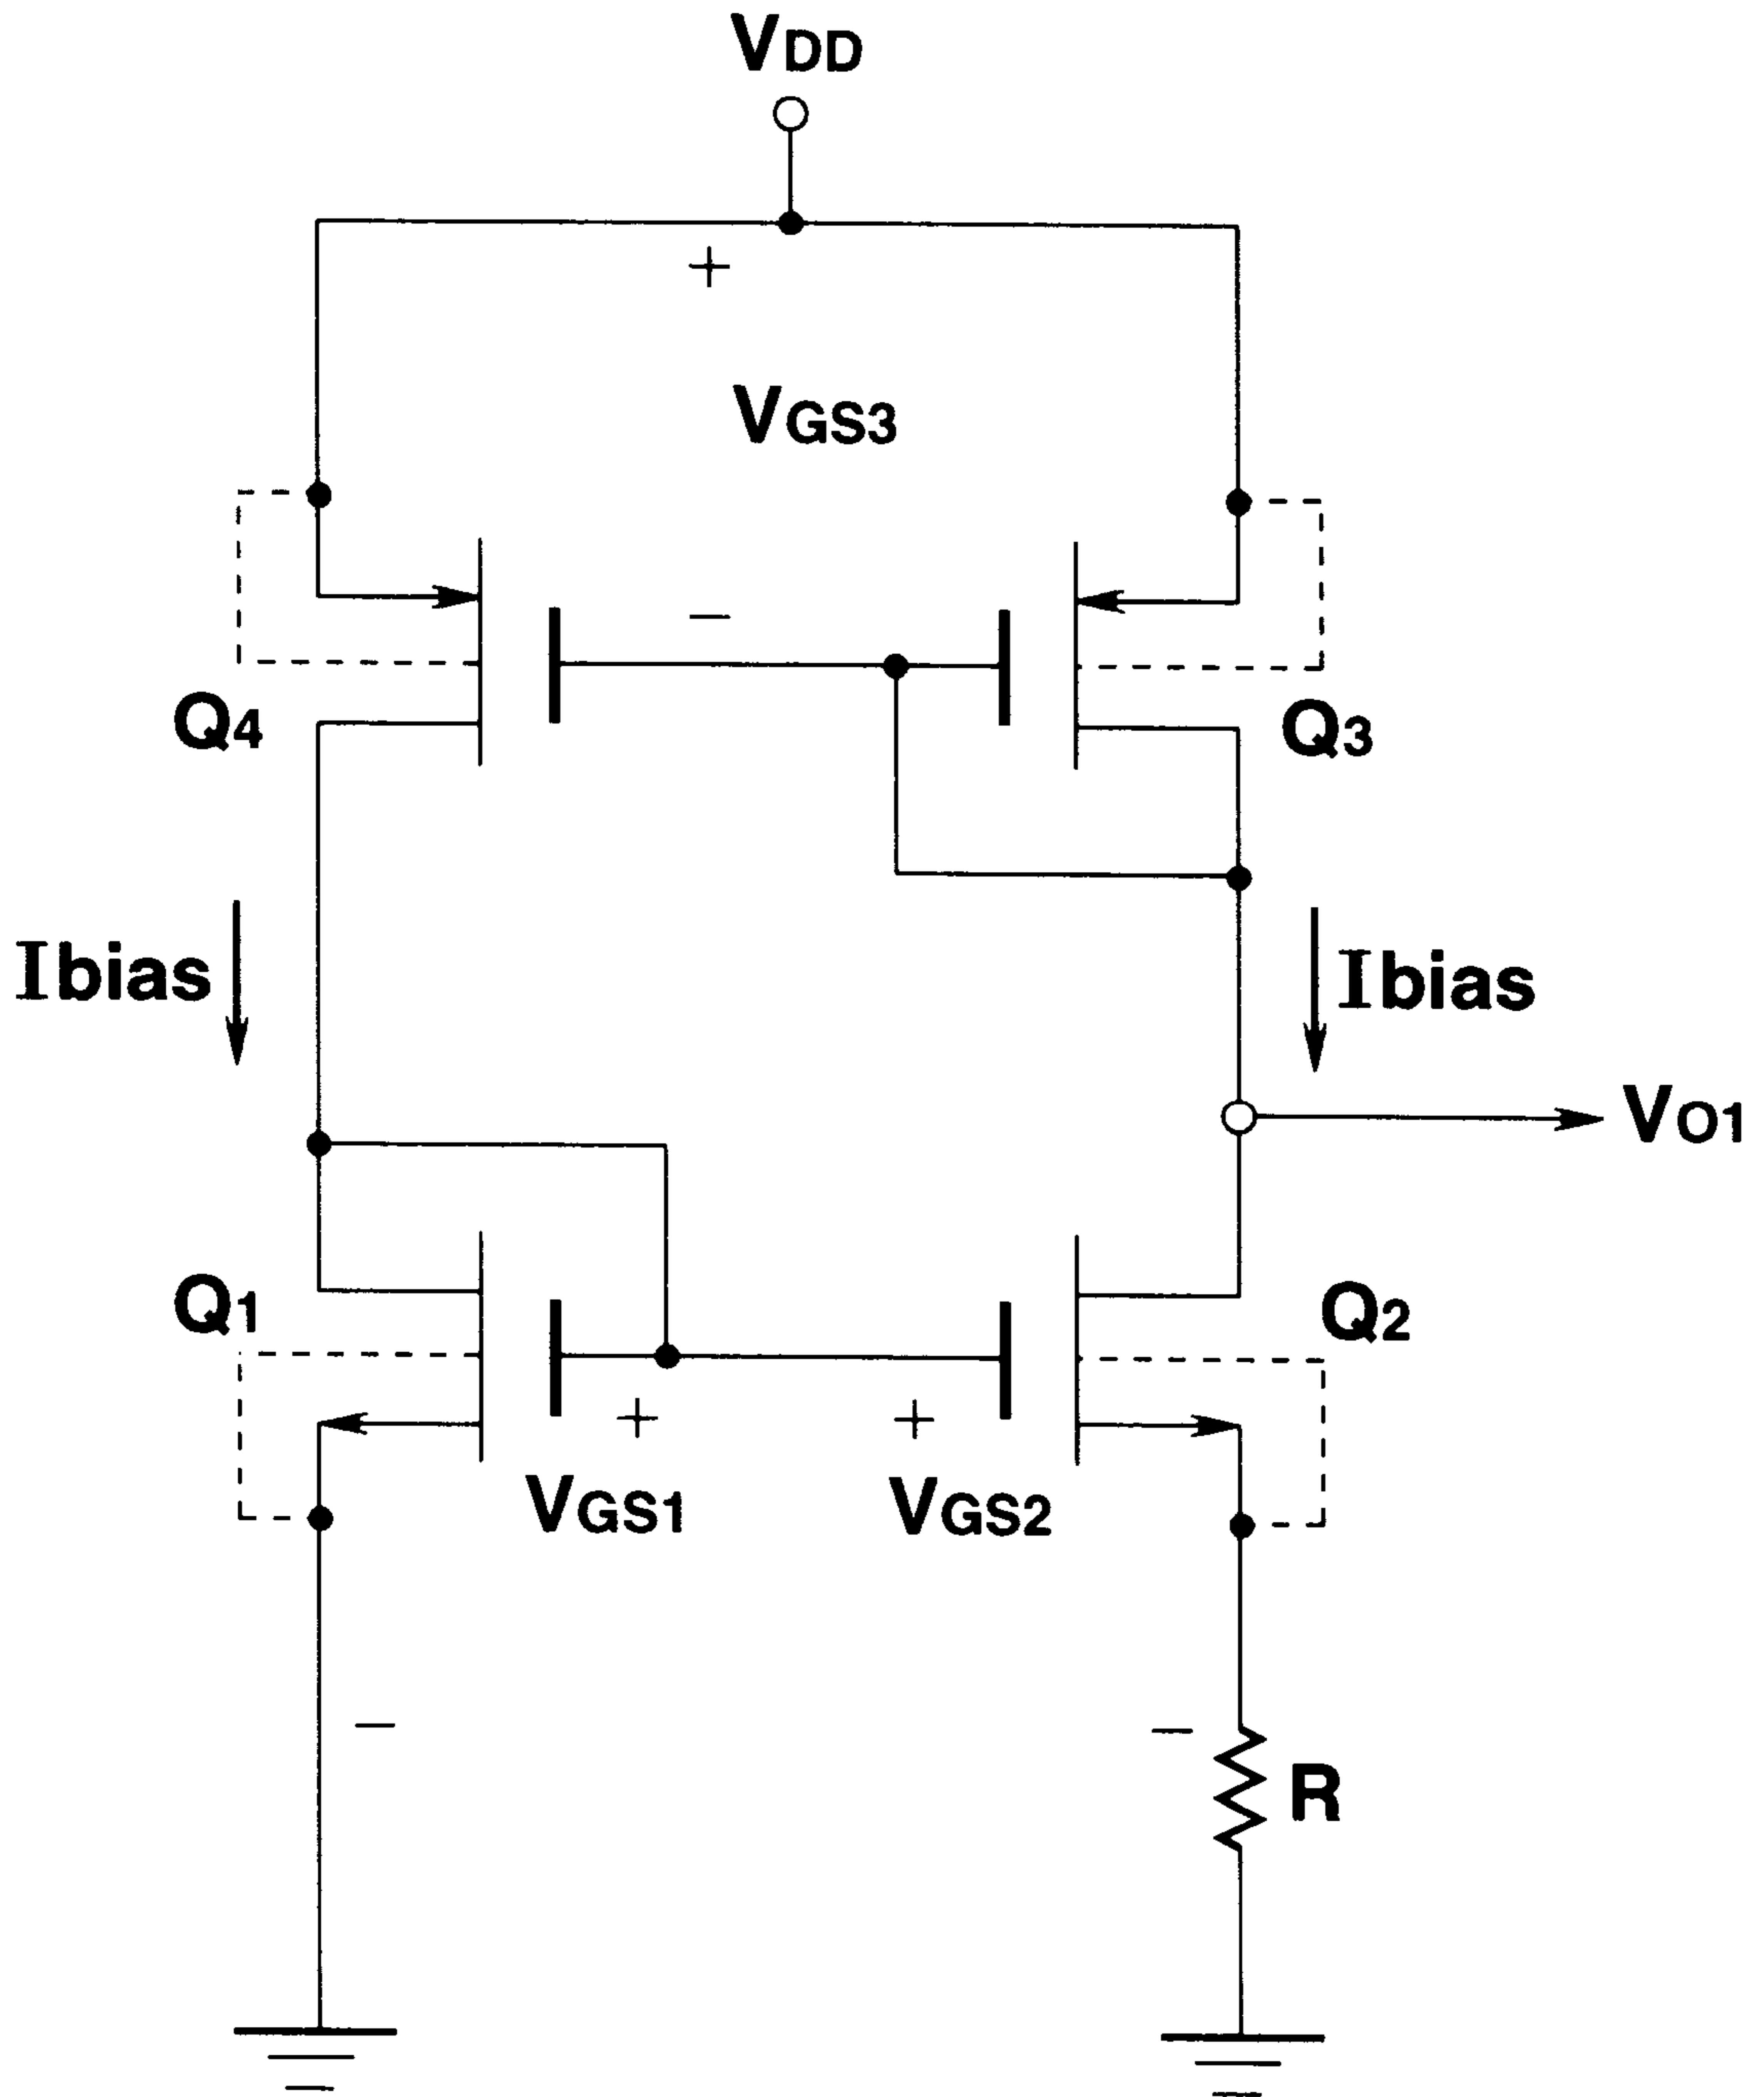 VDD
+
VGS3
−
Q4
Q3
Ibias
Ibias
VO1
Q1
Q2
+ +
VGS1 VGS2
− −
R